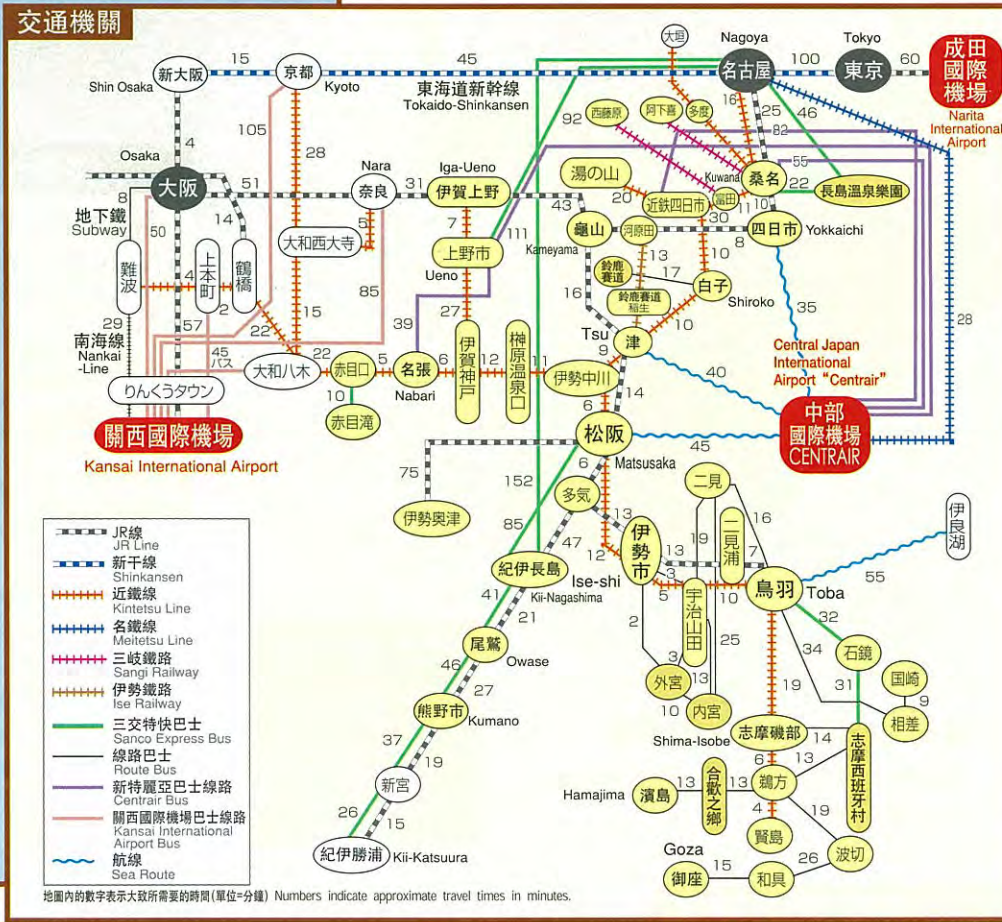 交通機關
新大阪
Shin Osaka
15
京都
Kyoto
45
東海道新幹線
Tokaido-Shinkansen
大垣
Nagoya
名古屋
100
Tokyo
東京
60
成田
國際
機場
Narita
International
Airport
4
105
28
92
西藤原
阿下喜
多度
16
25
82
46
Osaka
大阪
51
Nara
奈良
31
Iga-Ueno
伊賀上野
43
湯の山
20
近鉄四日市
Kuwana
冨田
11
桑名
55
22
10
長島温泉樂園
8
地下鐵
Subway
50
14
5
大和西大寺
7
上野市
Ueno
111
龜山
Kameyama
河原田
30
8
四日市
Yokkaichi
難波
4
上本町
2
鶴橋
85
15
39
27
16
鈴鹿
賽道
17
13
鈴鹿賽道
稲生
10
10
白子
Shiroko
35
28
29
南海線
Nankai
-Line
57
45
バス
22
Tsu
津
40
Central Japan
International
Airport “Centrair”
中部
國際機場
CENTRAIR
りんくうタウン
大和八木
22
赤目口
5
名張
Nabari
6
伊賀神戸
12
榊原温泉口
11
伊勢中川
9
14
10
赤目滝
6
關西國際機場
Kansai International Airport
松阪
Matsusaka
45
75
伊勢奥津
152
85
6
多気
13
12
47
伊勢市
Ise-shi
13
3
5
二見
19
16
二見浦
7
10
鳥羽
Toba
55
伊良湖
紀伊長島
Kii-Nagashima
41
21
宇治山田
2
25
3
13
外宮
10
内宮
32
石鏡
34
31
国崎
9
相差
19
尾鷲
Owase
46
27
熊野市
Kumano
37
19
新宮
26
15
紀伊勝浦
Kii-Katsuura
Shima-Isobe
志摩磯部
14
志摩西班牙村
6
13
Hamajima
濱島
13
合歡之郷
13
鵜方
4
賢島
19
波切
26
Goza
御座
15
和具
JR線
JR Line
新干線
Shinkansen
近鐵線
Kintetsu Line
名鐵線
Meitetsu Line
三岐鐵路
Sangi Railway
伊勢鐵路
Ise Railway
三交特快巴士
Sanco Express Bus
線路巴士
Route Bus
新特麗亞巴士線路
Centrair Bus
關西國際機場巴士線路
Kansai International
Airport Bus
航線
Sea Route
地圖內的數字表示大致所需要的時間(單位=分鐘) Numbers indicate approximate travel times in minutes.